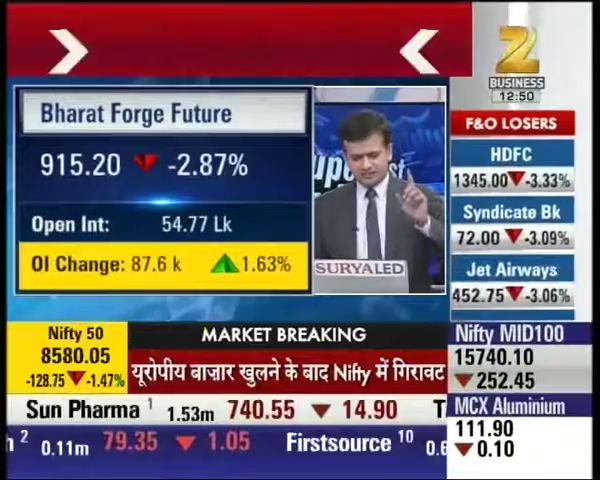 Z
BUSINESS
12:50
Bharat Forge Future
915.20 -2.87%
Open Int: 54.77 Lk
OI Change: 87.6 k 1.63%
SURYA LED
F&O LOSERS
HDFC
1345.00 -3.33%
Syndicate Bk
72.00 -3.09%
Jet Airways
452.75 -3.06%
Nifty 50
8580.05
-128.75 -1.47%
MARKET BREAKING
यूरोपीय बाजार खुलने के बाद Nifty में गिरावट
Nifty MID100
15740.10
252.45
MCX Aluminium
111.90
0.10
Sun Pharma 1 1.53m 740.55 14.90 T
h 2 0.11m 79.35 1.05 Firstsource 10 0.6